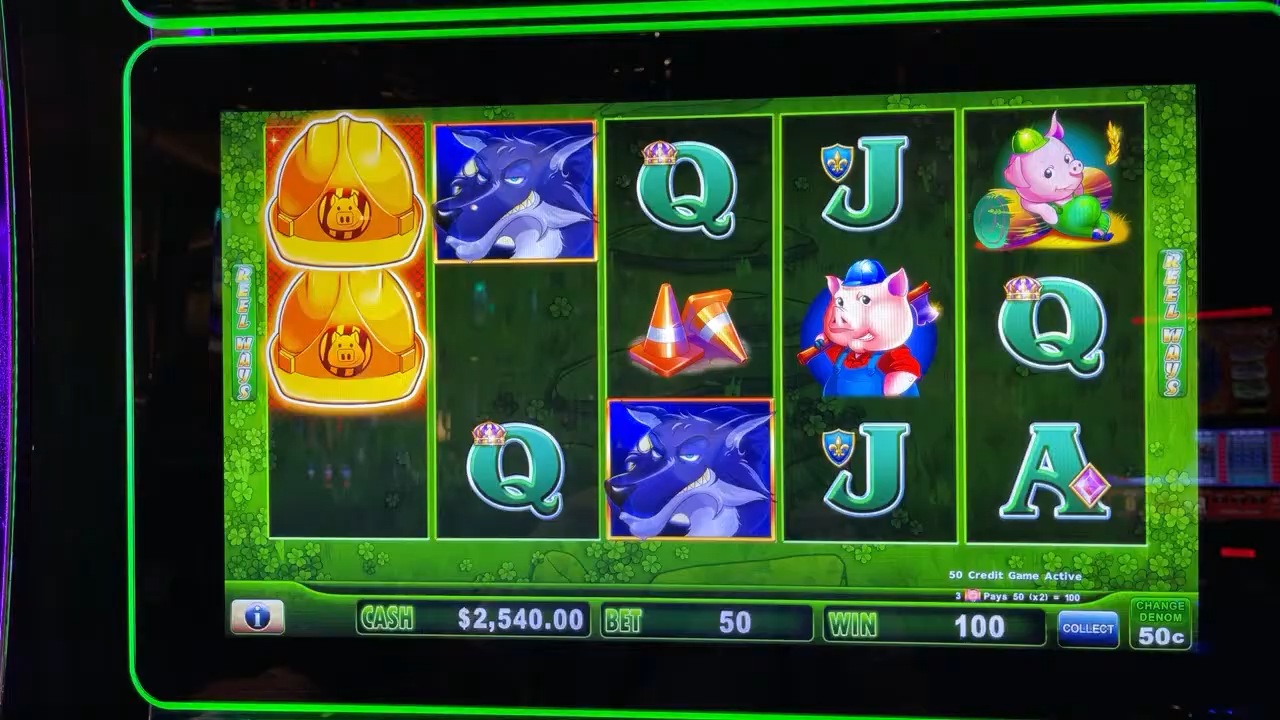 Q
J
REEL WAYS
Q
REEL WAYS
Q
J
A
50 Credit Game Active
3 Pays 50 (x2) = 100
i
CASH $2,540.00
BET 50
WIN 100
COLLECT
CHANGE
DENOM
50¢